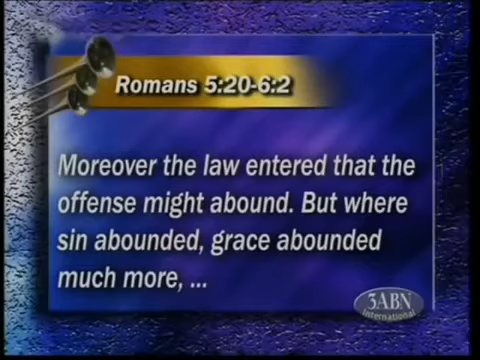 Romans 5:20-6:2
Moreover the law entered that the
offense might abound. But where
sin abounded, grace abounded
much more, ...
3ABN
International